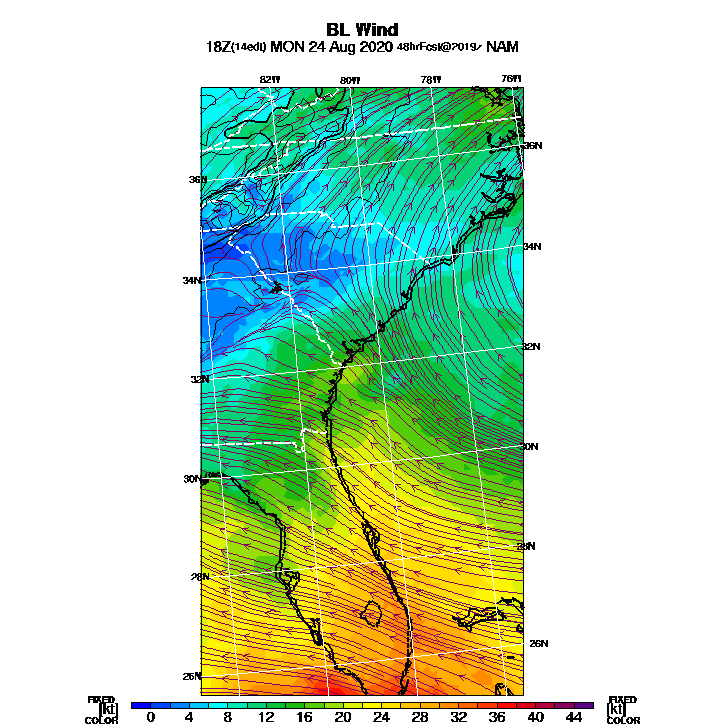 BL Wind
18Z(14edt) MON 24 Aug 2020 48hrFcst@2019z NAM
82W 80W 78W 76W
36N
36N
34N
34N
32N
32N
30N
30N
28N
28N
26N
26N
FIXED FIXED
[kt] 0 4 8 12 16 20 24 28 32 36 40 44 [kt]
COLOR COLOR